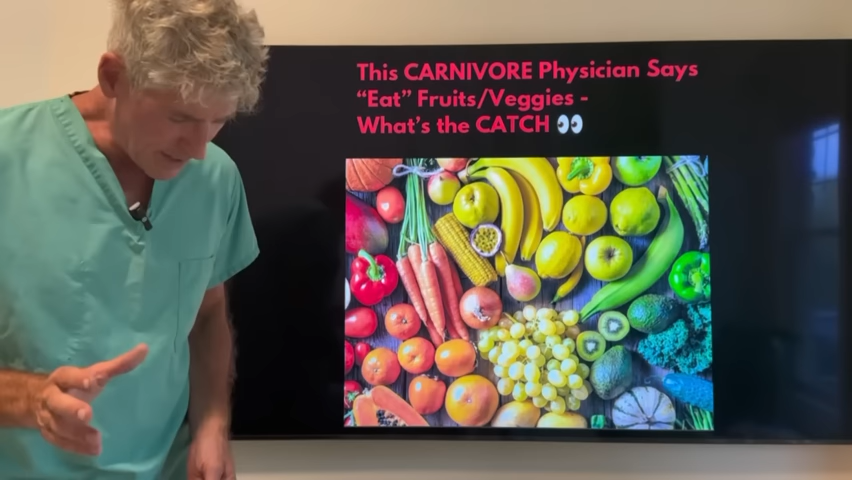 This CARNIVORE Physician Says
“Eat” Fruits/Veggies -
What’s the CATCH 👀